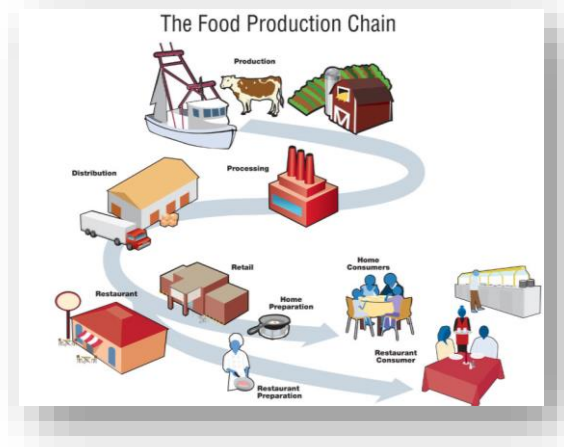 The Food Production Chain
Production
Processing
Distribution
Retail
Home
Consumers
Restaurant
Home
Preparation
Restaurant
Consumer
Restaurant
Preparation